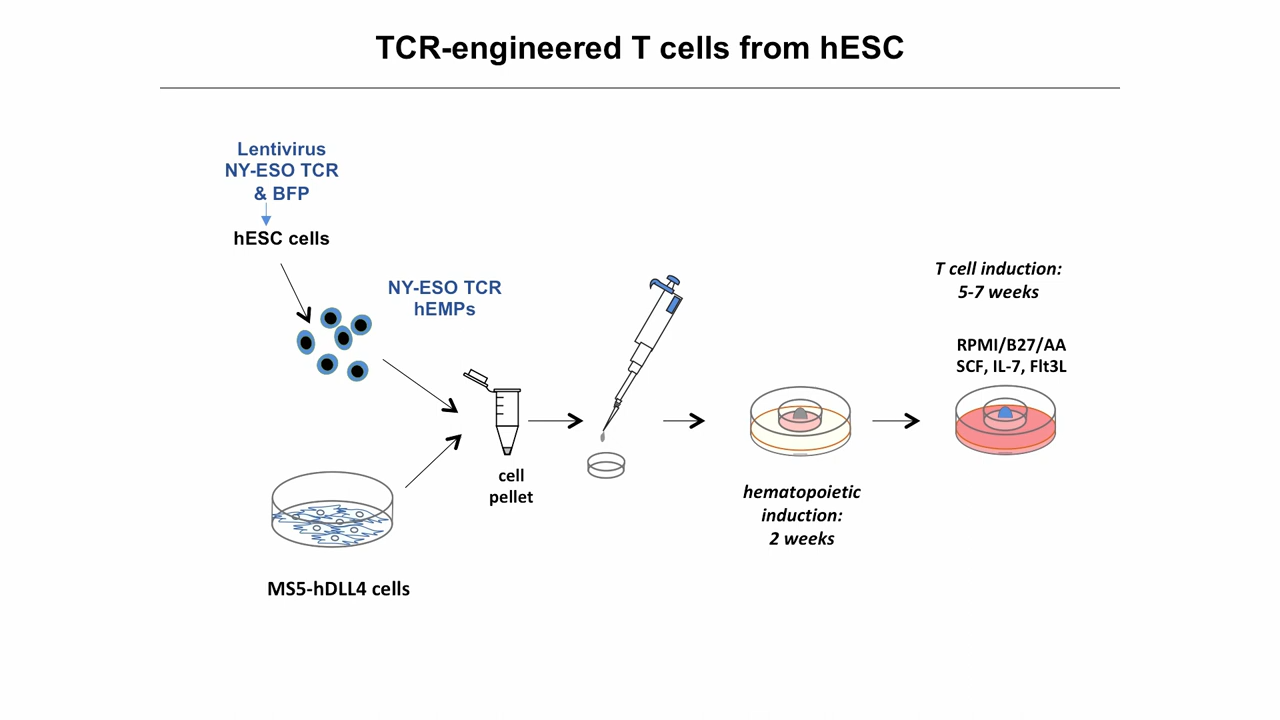 TCR-engineered T cells from hESC
Lentivirus
NY-ESO TCR
& BFP
hESC cells
NY-ESO TCR
hEMPs
MS5-hDLL4 cells
cell
pellet
hematopoietic
induction:
2 weeks
T cell induction:
5-7 weeks
RPMI/B27/AA
SCF, IL-7, Flt3L